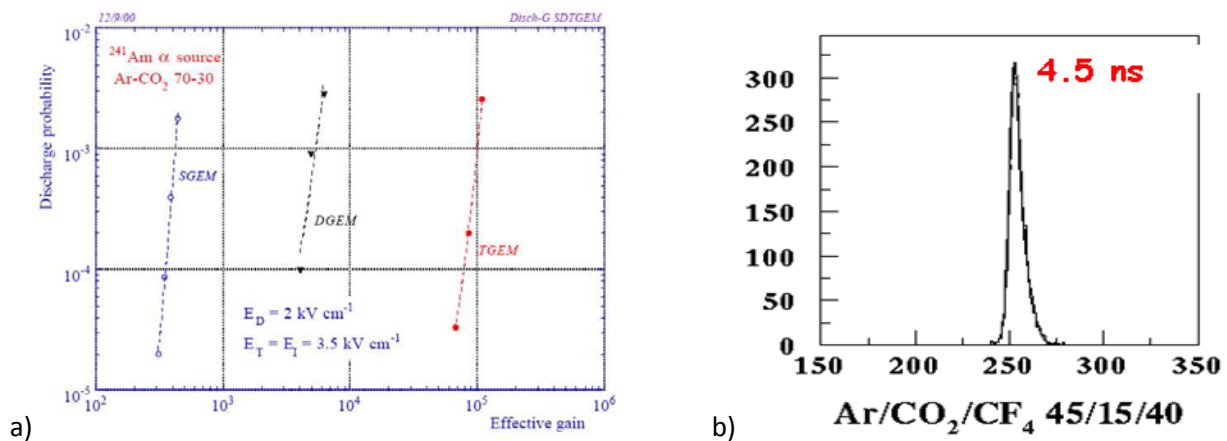 12/9/00 Disch-G SDTGEM
10⁻²
²⁴¹Am α source
Ar-CO₂ 70-30
Discharge probability
10⁻³
SGEM
DGEM
TGEM
10⁻⁴
E_D = 2 kV cm⁻¹
E_T = E_I = 3.5 kV cm⁻¹
10⁻⁵
10² 10³ 10⁴ 10⁵ 10⁶
Effective gain
a)
4.5 ns
300
250
200
150
100
50
0
150 200 250 300 350
Ar/CO₂/CF₄ 45/15/40
b)